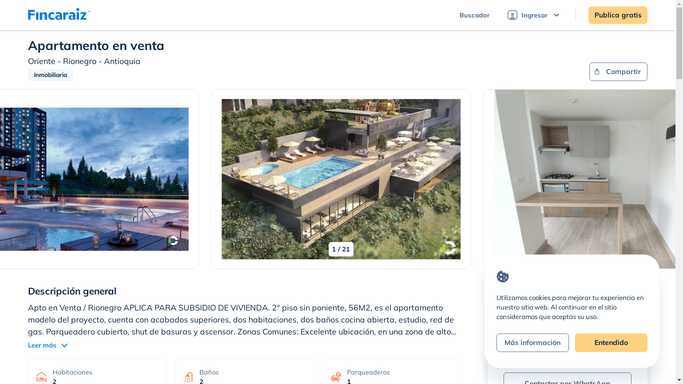 Fincaraiz
Buscador
Ingresar
Publica gratis
Apartamento en venta
Oriente - Rionegro - Antioquia
Inmobiliaria
Compartir
1 / 21
Descripción general
Apto en Venta / Rionegro APLICA PARA SUBSIDIO DE VIVIENDA. 2° piso sin poniente, 56M2, es el apartamento
modelo del proyecto, cuenta con acabados superiores, dos habitaciones, dos baños cocina abierta, estudio, red de
gas. Parqueadero cubierto, shut de basuras y ascensor. Zonas Comunes: Excelente ubicación, en una zona de alto...
Leer más
Habitaciones
2
Baños
2
Parqueaderos
1
Utilizamos cookies para mejorar tu experiencia en
nuestro sitio web. Al continuar en el sitio
consideramos que aceptas su uso.
Más información
Entendido
Contactar por WhatsApp